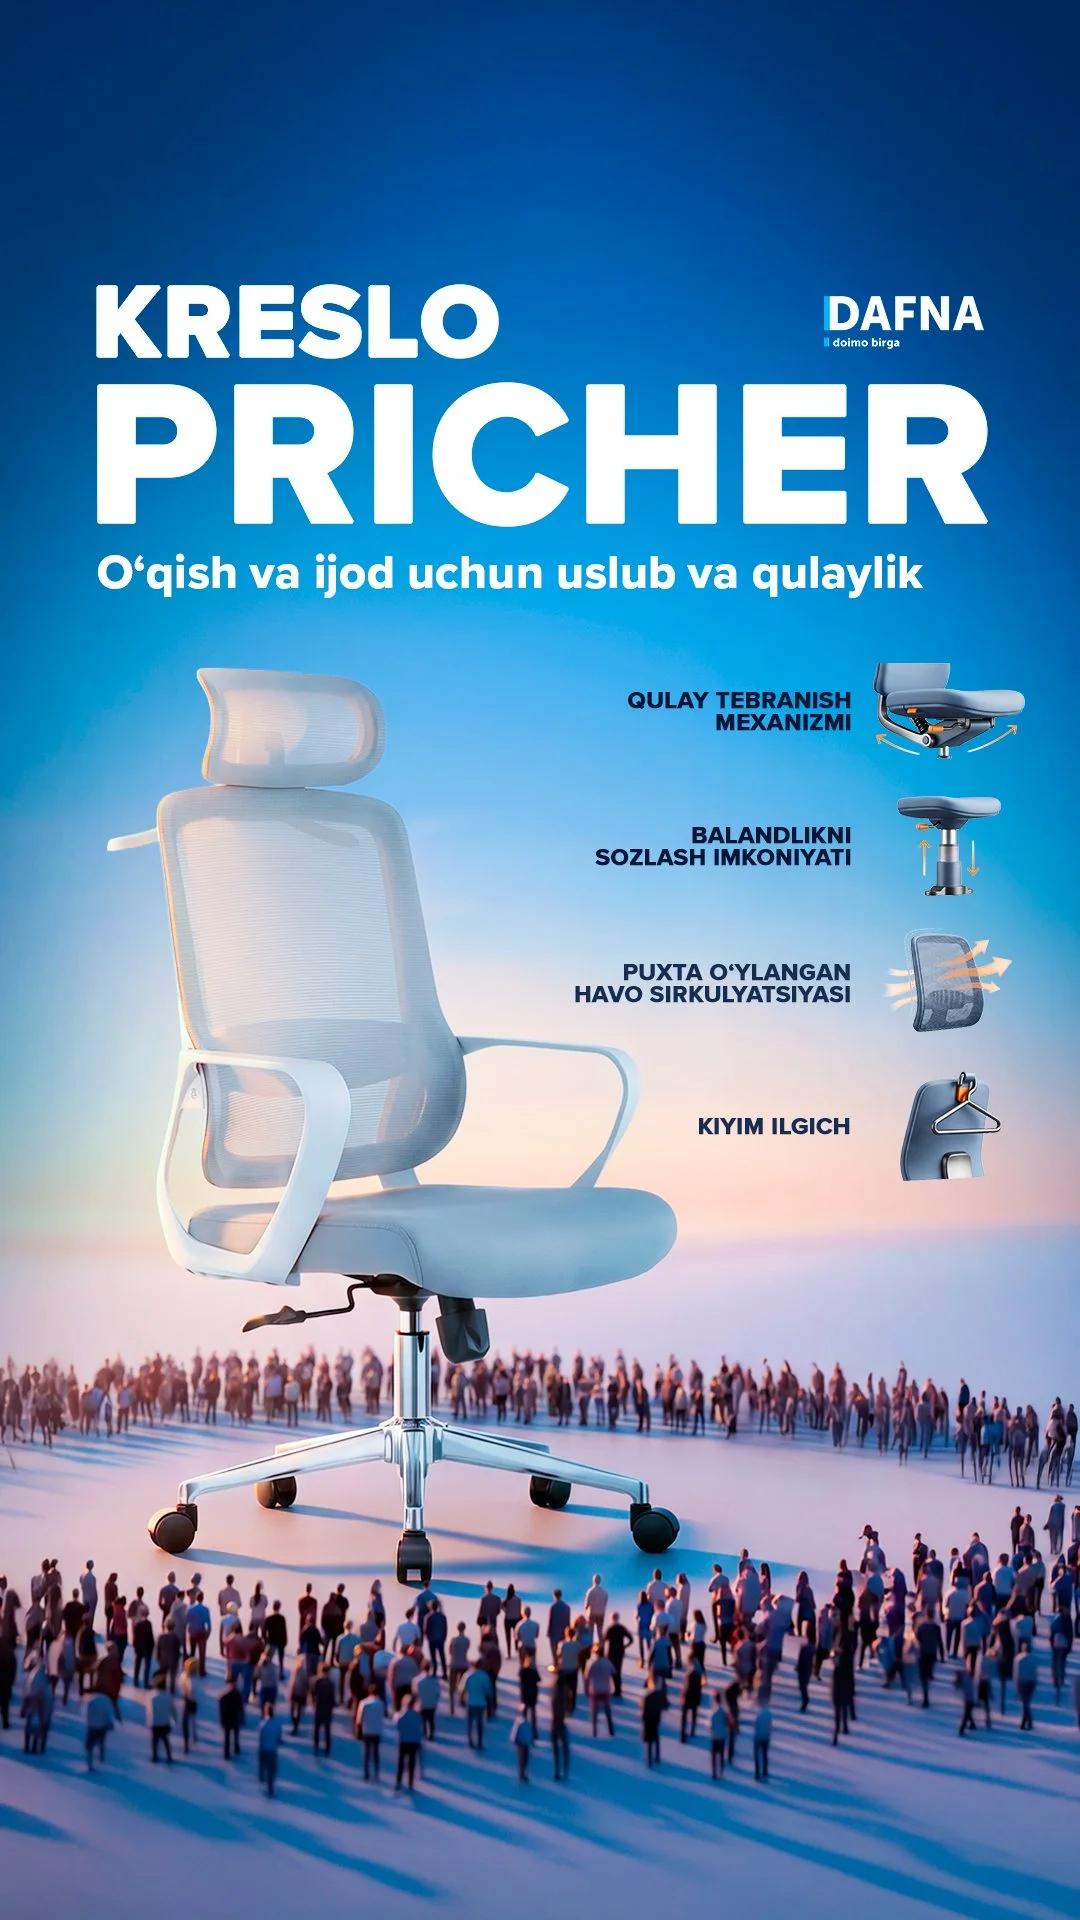 KRESLO
DAFNA
doimo birga
PRICHER
O‘qish va ijod uchun uslub va qulaylik
QULAY TEBRANISH
MEXANIZMI
BALANDLIKNI
SOZLASH IMKONIYATI
PUXTA O‘YLANGAN
HAVO SIRKULYATSIYASI
KIYIM ILGICH